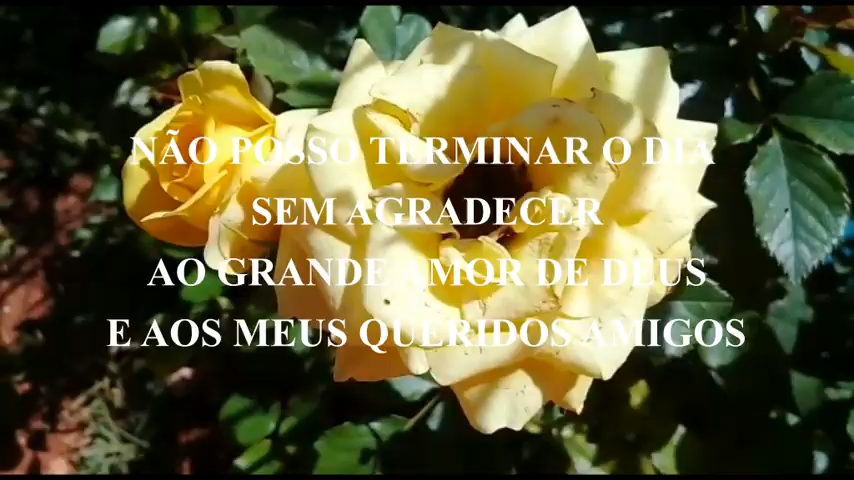 NÃO POSSO TERMINAR O DIA
SEM AGRADECER
AO GRANDE AMOR DE DEUS
E AOS MEUS QUERIDOS AMIGOS